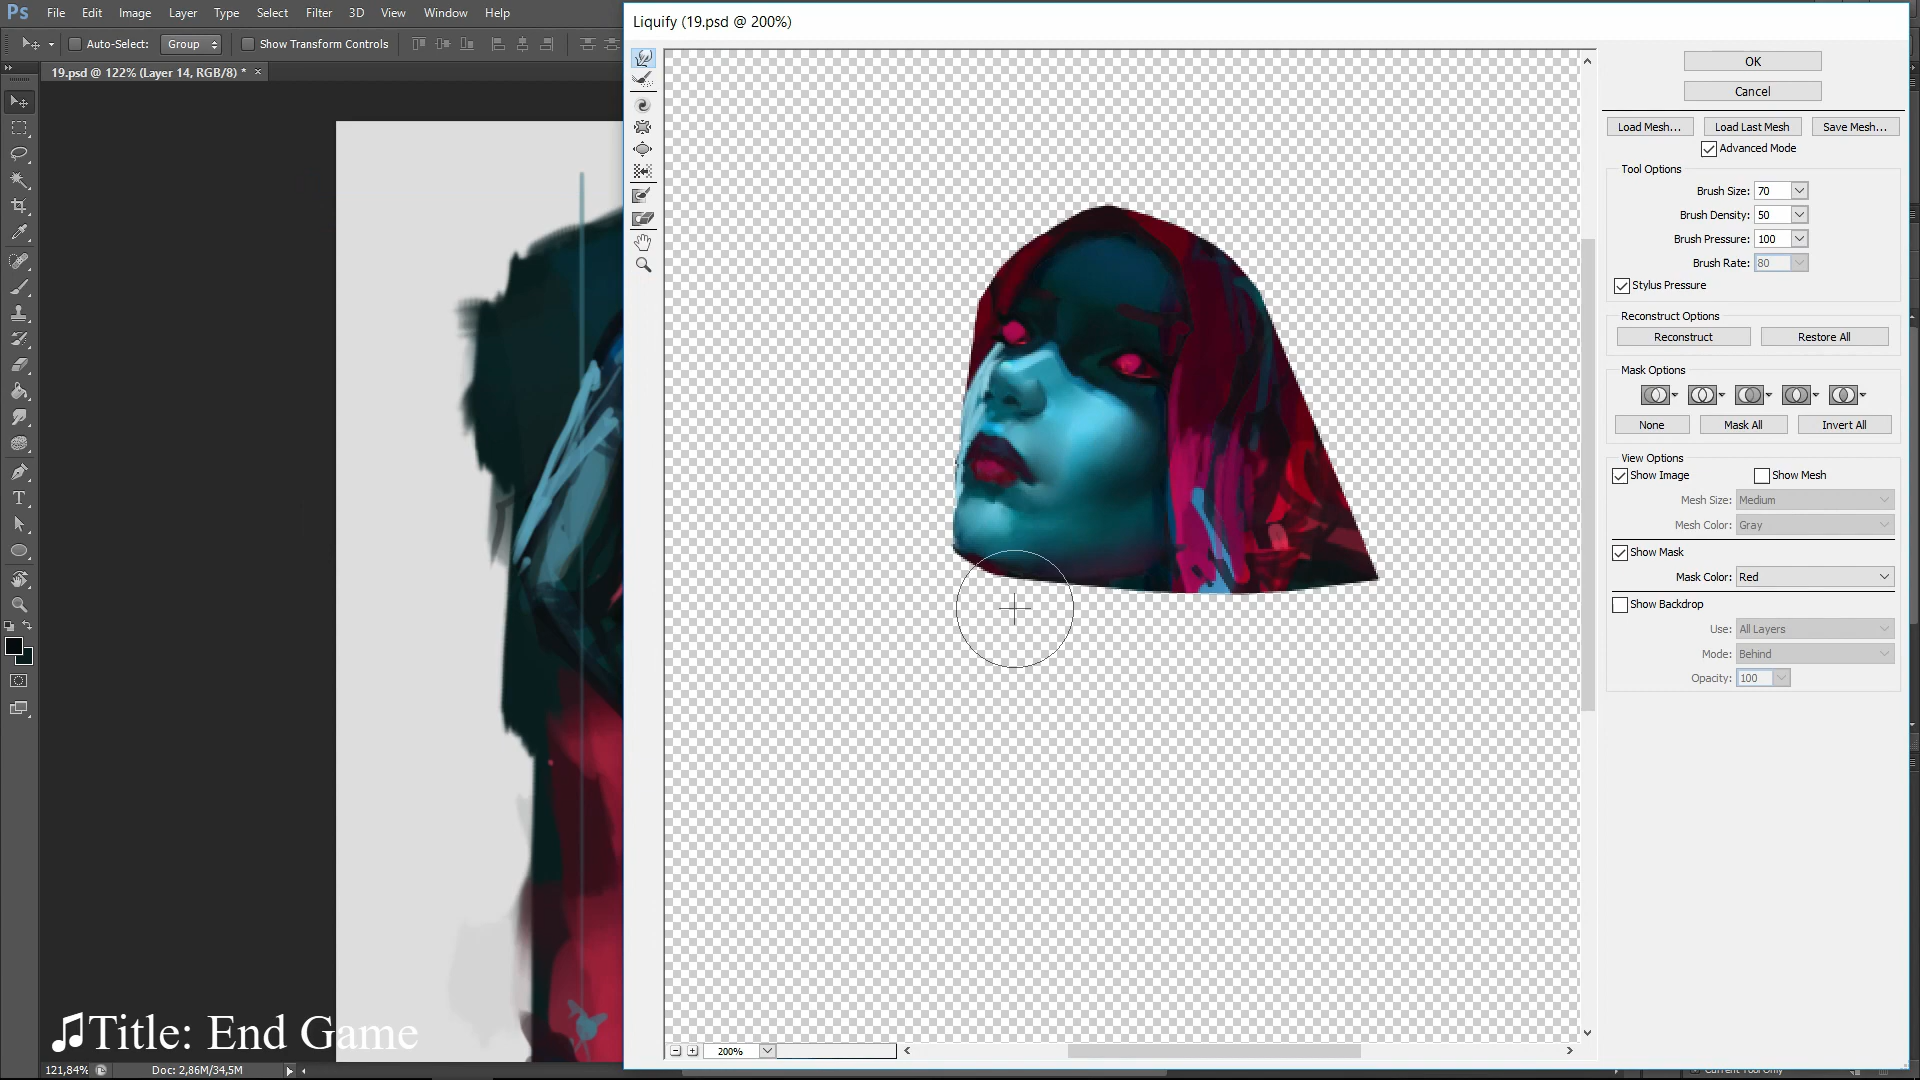 Ps File Edit Image Layer Type Select Filter 3D View Window Help
Auto-Select: Group Show Transform Controls
19.psd @ 122% (Layer 14, RGB/8) * ×
Liquify (19.psd @ 200%)
OK
Cancel
Load Mesh... Load Last Mesh Save Mesh...
Advanced Mode
Tool Options
Brush Size: 70
Brush Density: 50
Brush Pressure: 100
Brush Rate: 80
Stylus Pressure
Reconstruct Options
Reconstruct Restore All
Mask Options
None Mask All Invert All
View Options
Show Image Show Mesh
Mesh Size: Medium
Mesh Color: Gray
Show Mask
Mask Color: Red
Show Backdrop
Use: All Layers
Mode: Behind
Opacity: 100
T
♫Title: End Game
200%
121,84% Doc: 2,86M/34,5M
Current Tool Only